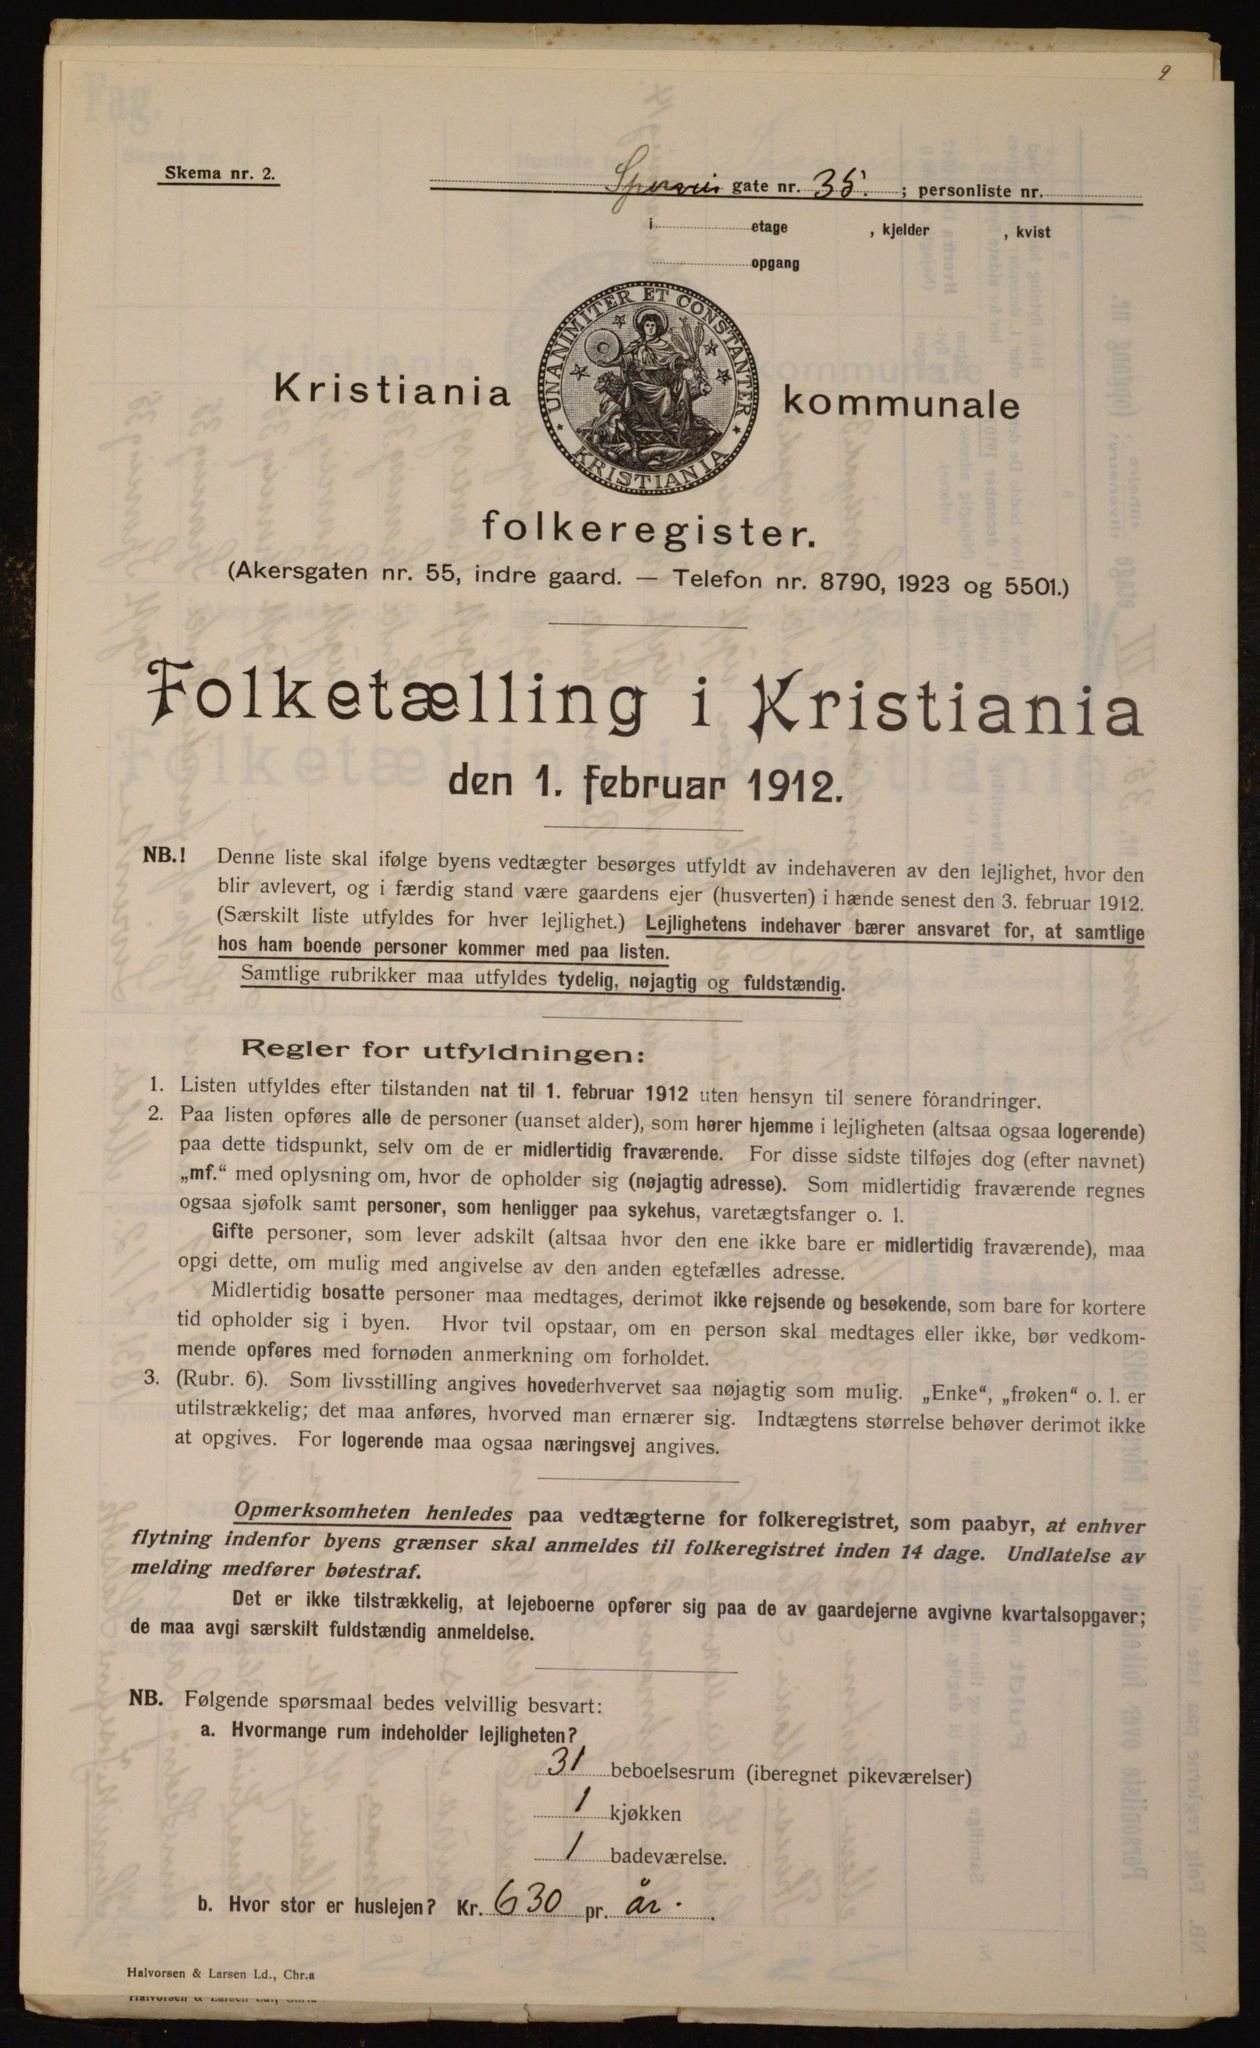 9
Skema nr. 2.
gate nr. 35. ; personliste nr.
i etage , kjelder , kvist
opgang
UNANIMITER ET CONSTANTER
KRISTIANIA
Kristiania kommunale
folkeregister.
(Akersgaten nr. 55, indre gaard. — Telefon nr. 8790, 1923 og 5501.)
Folketælling i Kristiania
den 1. februar 1912.
NB.! Denne liste skal ifølge byens vedtægter besørges utfyldt av indehaveren av den lejlighet, hvor den
blir avlevert, og i færdig stand være gaardens ejer (husverten) i hænde senest den 3. februar 1912.
(Særskilt liste utfyldes for hver lejlighet.) Lejlighetens indehaver bærer ansvaret for, at samtlige
hos ham boende personer kommer med paa listen.
Samtlige rubrikker maa utfyldes tydelig, nøjagtig og fuldstændig.
Regler for utfyldningen:
1. Listen utfyldes efter tilstanden nat til 1. februar 1912 uten hensyn til senere forandringer.
2. Paa listen opføres alle de personer (uanset alder), som hører hjemme i lejligheten (altsaa ogsaa logerende)
paa dette tidspunkt, selv om de er midlertidig fraværende. For disse sidste tilføjes dog (efter navnet)
„mf.“ med oplysning om, hvor de opholder sig (nøjagtig adresse). Som midlertidig fraværende regnes
ogsaa sjøfolk samt personer, som henligger paa sykehus, varetægtsfanger o. l.
Gifte personer, som lever adskilt (altsaa hvor den ene ikke bare er midlertidig fraværende), maa
opgi dette, om mulig med angivelse av den anden egtefælles adresse.
Midlertidig bosatte personer maa medtages, derimot ikke rejsende og besøkende, som bare for kortere
tid opholder sig i byen. Hvor tvil opstaar, om en person skal medtages eller ikke, bør vedkom-
mende opføres med fornøden anmerkning om forholdet.
3. (Rubr. 6). Som livsstilling angives hovederhvervet saa nøjagtig som mulig. „Enke“, „frøken“ o. l. er
utilstrækkelig; det maa anføres, hvorved man ernærer sig. Indtægtens størrelse behøver derimot ikke
at opgives. For logerende maa ogsaa næringsvej angives.
Opmerksomheten henledes paa vedtægterne for folkeregistret, som paabyr, at enhver
flytning indenfor byens grænser skal anmeldes til folkeregistret inden 14 dage. Undlatelse av
melding medfører bøtestraf.
Det er ikke tilstrækkelig, at lejeboerne opfører sig paa de av gaardejerne avgivne kvartalsopgaver;
de maa avgi særskilt fuldstændig anmeldelse.
NB. Følgende spørsmaal bedes velvillig besvart:
a. Hvormange rum indeholder lejligheten?
31 beboelsesrum (iberegnet pikeværelser)
1 kjøkken
1 badeværelse.
b. Hvor stor er huslejen? Kr. 630 pr. år.
Halvorsen & Larsen Ld., Chr.a